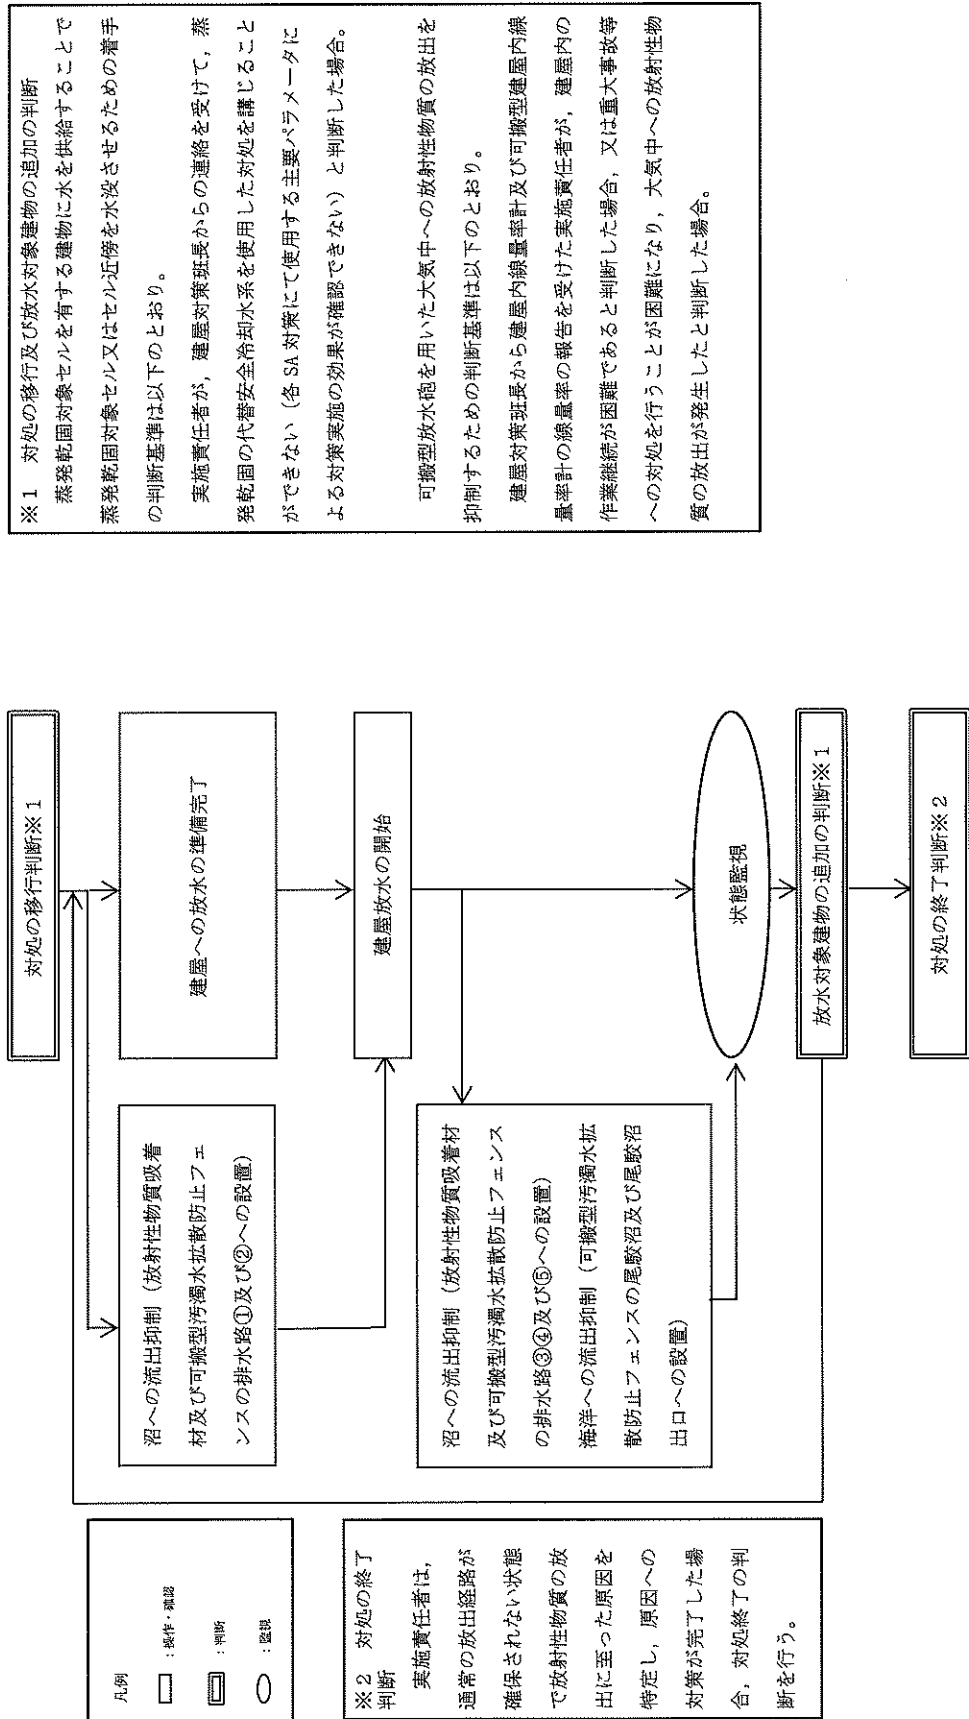 凡例
：操作・確認
：判断
：監視
※２　対処の終了
判断
実施責任者は，
通常の放出経路が
確保されない状態
で放射性物質の放
出に至った原因を
特定し，原因への
対策が完了した場
合，対処終了の判
断を行う。
対処の移行判断※１
沼への流出抑制（放射性物質吸着
材及び可搬型汚濁水拡散防止フェ
ンスの排水路①及び②への設置）
建屋への放水の準備完了
建屋放水の開始
沼への流出抑制（放射性物質吸着材
及び可搬型汚濁水拡散防止フェンス
の排水路③④及び⑤への設置）
海洋への流出抑制（可搬型汚濁水拡
散防止フェンスの尾駮沼及び尾駮沼
出口への設置）
状態監視
放水対象建物の追加の判断※１
対処の終了判断※２
※１　対処の移行及び放水対象建物の追加の判断
蒸発乾固対象セルを有する建物に水を供給することで
蒸発乾固対象セル又はセル近傍を水没させるための着手
の判断基準は以下のとおり。
実施責任者が，建屋対策班長からの連絡を受けて，蒸
発乾固の代替安全冷却水系を使用した対処を講じること
ができない（各 SA 対策にて使用する主要パラメータに
よる対策実施の効果が確認できない）と判断した場合。
可搬型放水砲を用いた大気中への放射性物質の放出を
抑制するための判断基準は以下のとおり。
建屋対策班長から建屋内線量率計及び可搬型建屋内線
量率計の線量率の報告を受けた実施責任者が，建屋内の
作業継続が困難であると判断した場合，又は重大事故等
への対処を行うことが困難になり，大気中への放射性物
質の放出が発生したと判断した場合。